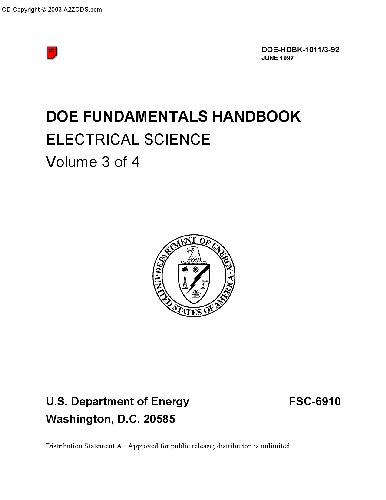 CD Copyright © 2003 A2ZCDS.com
DOE-HDBK-1011/3-92
JUNE 1992
DOE FUNDAMENTALS HANDBOOK
ELECTRICAL SCIENCE
Volume 3 of 4
DEPARTMENT OF ENERGY
UNITED STATES OF AMERICA
U.S. Department of Energy
FSC-6910
Washington, D.C. 20585
Distribution Statement A. Approved for public release; distribution is unlimited.